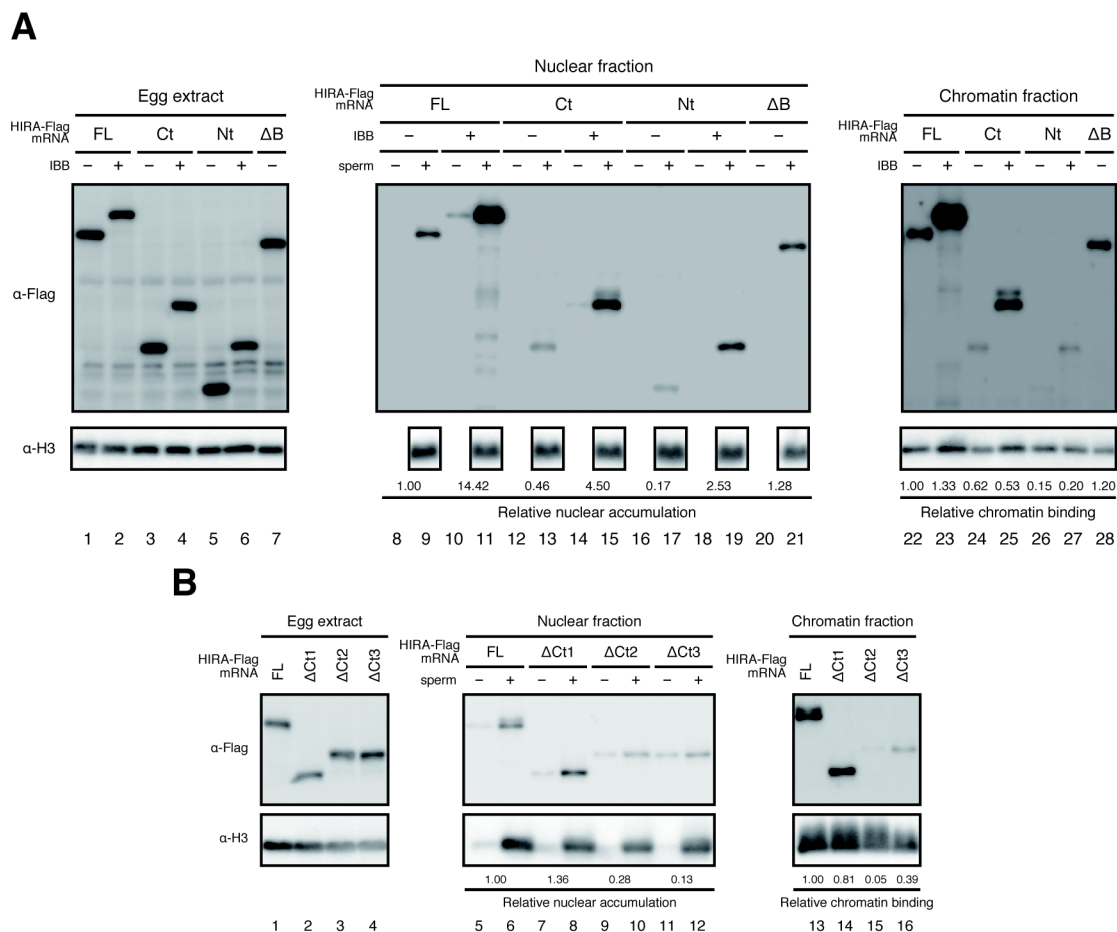 A
Egg extract
HIRA-Flag mRNA FL Ct Nt ΔB
IBB – + – + – + –
α-Flag
α-H3
1 2 3 4 5 6 7
Nuclear fraction
HIRA-Flag mRNA FL Ct Nt ΔB
IBB – + – + – + –
sperm – + – + – + – + – + – + – +
1.00 14.42 0.46 4.50 0.17 2.53 1.28
Relative nuclear accumulation
8 9 10 11 12 13 14 15 16 17 18 19 20 21
Chromatin fraction
HIRA-Flag mRNA FL Ct Nt ΔB
IBB – + – + – + –
1.00 1.33 0.62 0.53 0.15 0.20 1.20
Relative chromatin binding
22 23 24 25 26 27 28
B
Egg extract
HIRA-Flag mRNA FL ΔCt1 ΔCt2 ΔCt3
α-Flag
α-H3
1 2 3 4
Nuclear fraction
HIRA-Flag mRNA FL ΔCt1 ΔCt2 ΔCt3
sperm – + – + – + – +
1.00 1.36 0.28 0.13
Relative nuclear accumulation
5 6 7 8 9 10 11 12
Chromatin fraction
HIRA-Flag mRNA FL ΔCt1 ΔCt2 ΔCt3
1.00 0.81 0.05 0.39
Relative chromatin binding
13 14 15 16